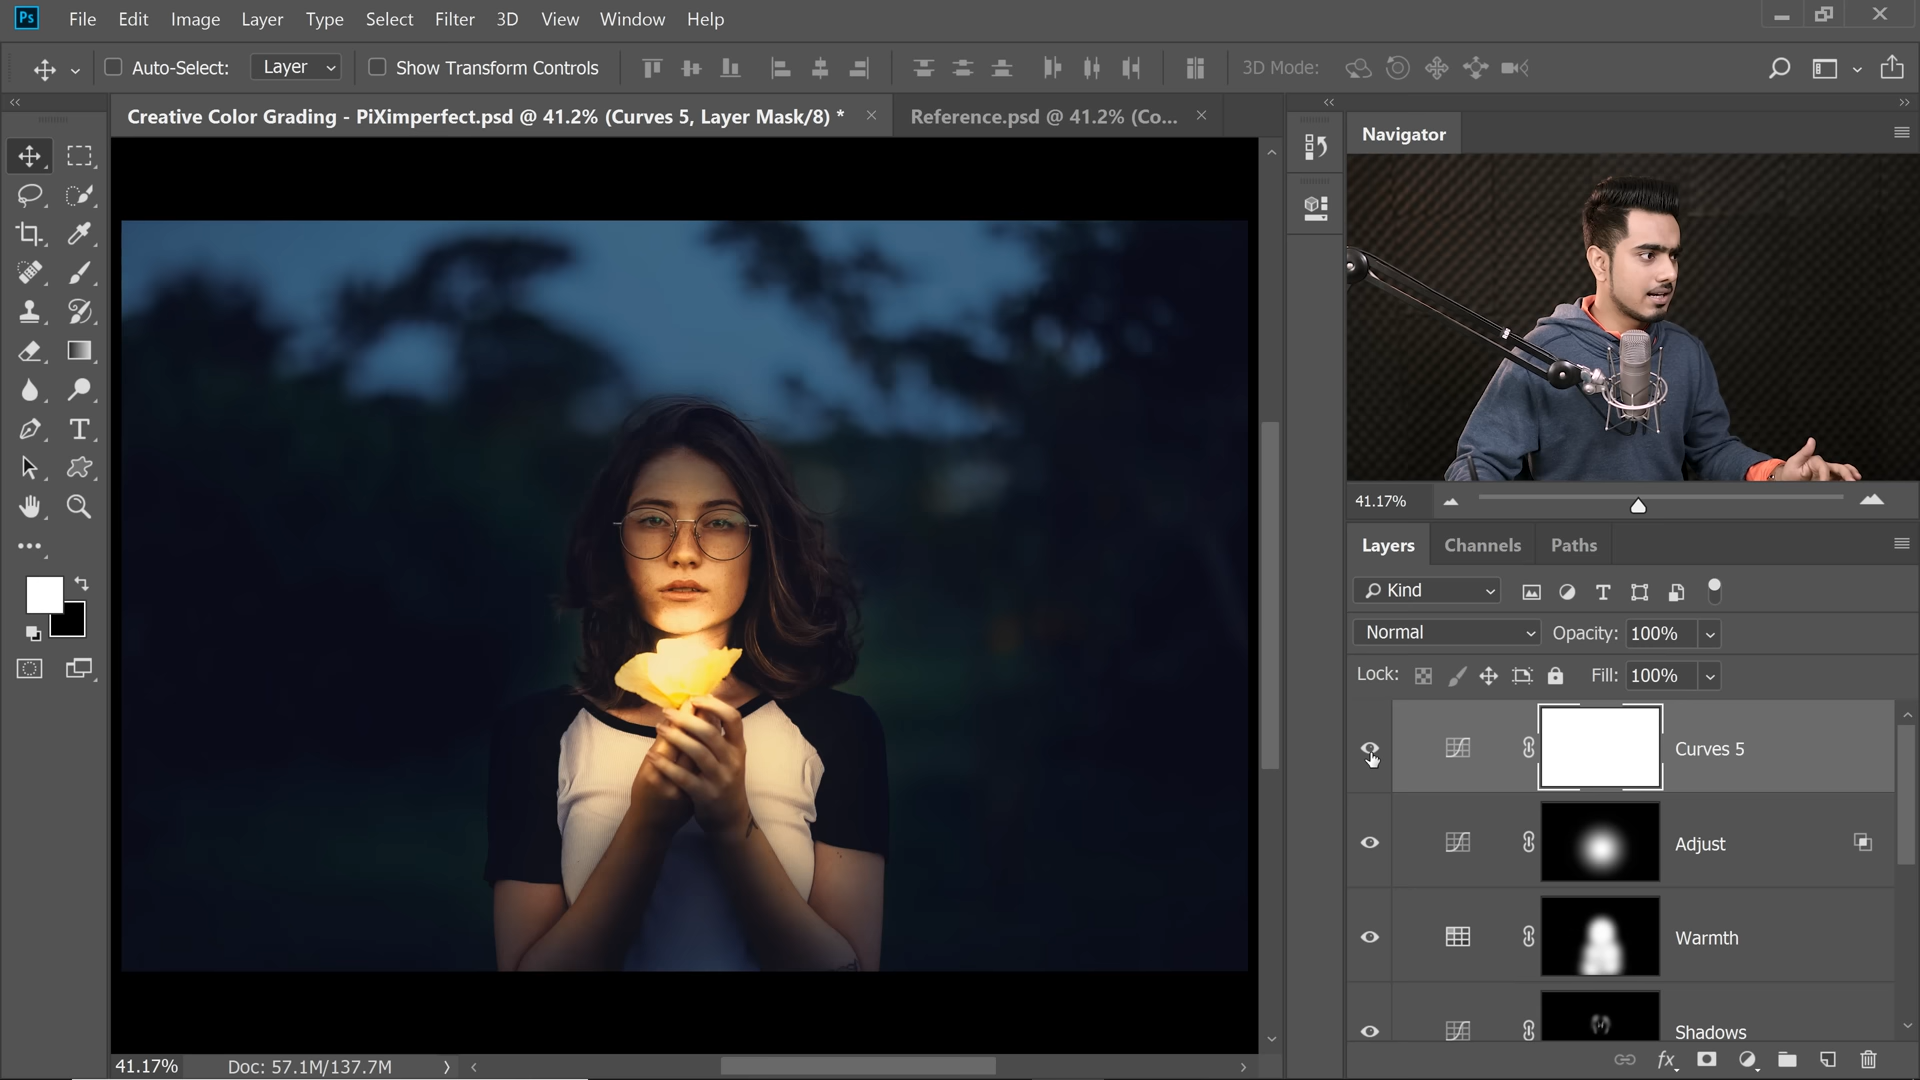 Ps File Edit Image Layer Type Select Filter 3D View Window Help
Auto-Select: Layer Show Transform Controls 3D Mode:
Creative Color Grading - PiXimperfect.psd @ 41.2% (Curves 5, Layer Mask/8) * Reference.psd @ 41.2% (Co...
Navigator
41.17%
Layers Channels Paths
Kind
Normal Opacity: 100%
Lock: Fill: 100%
Curves 5
Adjust
Warmth
Shadows
fx
41.17% Doc: 57.1M/137.7M